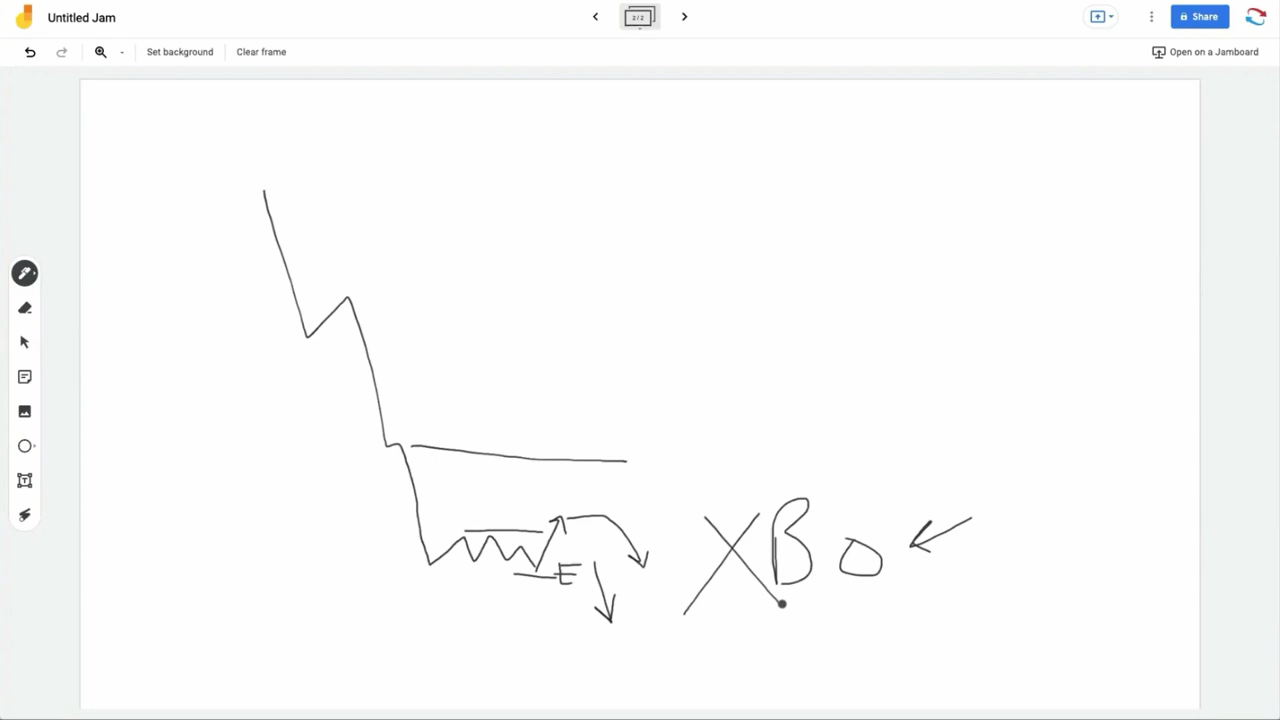 Untitled Jam
2 / 2
Share
Set background
Clear frame
Open on a Jamboard
E
XBO